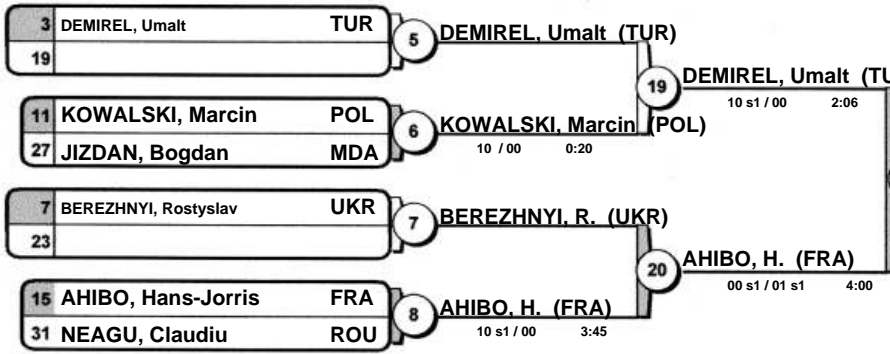 3 DEMIREL, Umalt TUR
19
5
DEMIREL, Umalt (TUR)
11 KOWALSKI, Marcin POL
27 JIZDAN, Bogdan MDA
6
KOWALSKI, Marcin (POL)
10 / 00 0:20
19
DEMIREL, Umalt (TU
10 s1 / 00 2:06
7 BEREZHNYI, Rostyslav UKR
23
7
BEREZHNYI, R. (UKR)
15 AHIBO, Hans-Jorris FRA
31 NEAGU, Claudiu ROU
8
AHIBO, H. (FRA)
10 s1 / 00 3:45
20
AHIBO, H. (FRA)
00 s1 / 01 s1 4:00